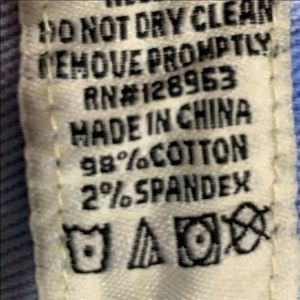 DO NOT DRY CLEAN
REMOVE PROMPTLY
RN#128963
MADE IN CHINA
98%COTTON
2%SPANDEX